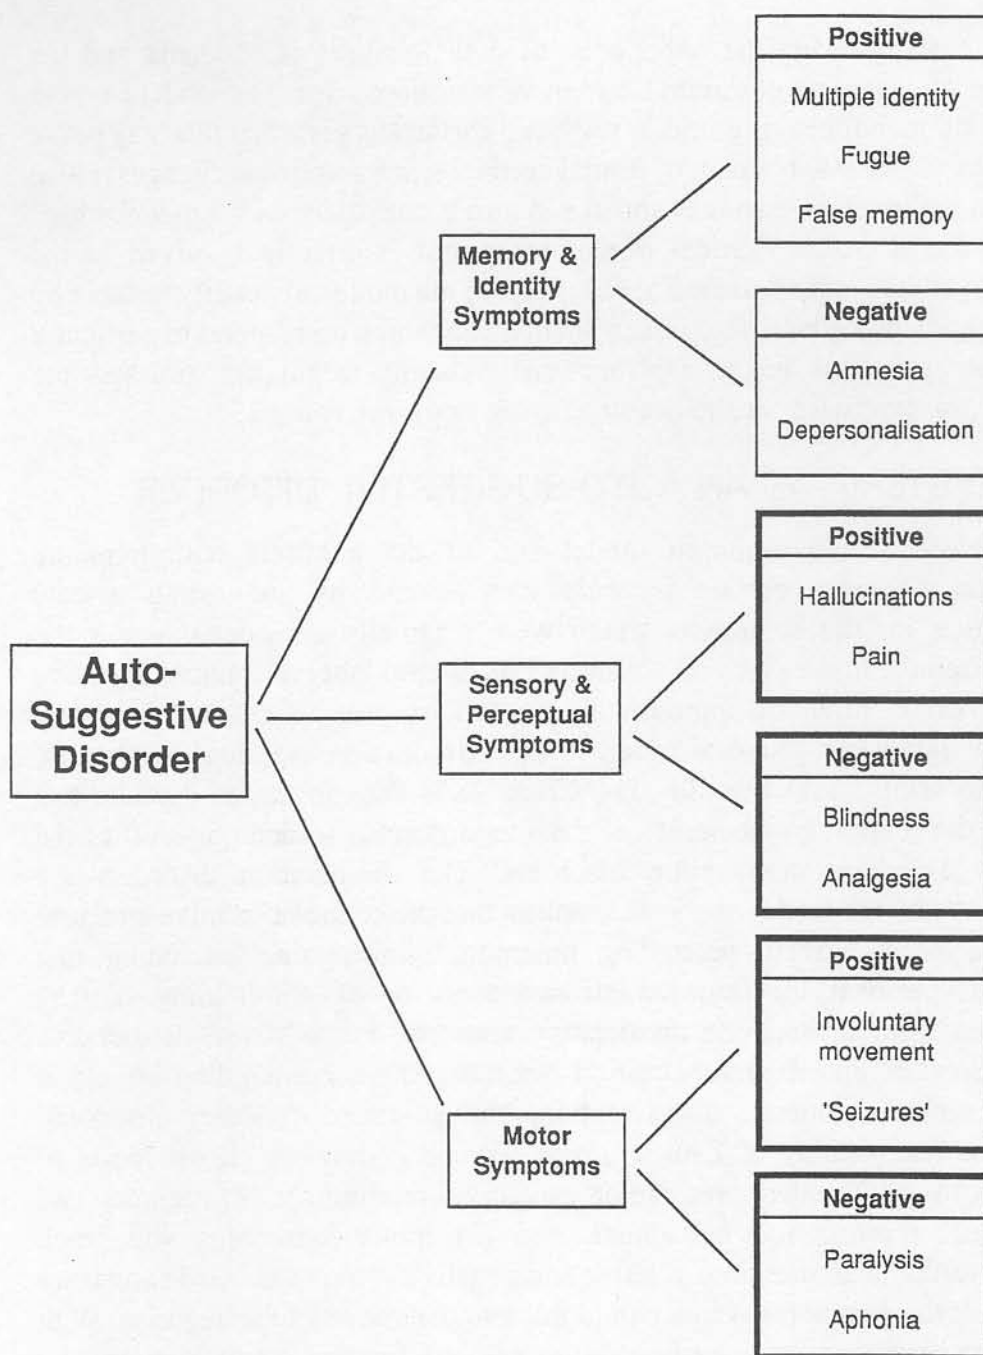 Positive
Multiple identity
Fugue
False memory
Memory &
Identity
Symptoms
Negative
Amnesia
Depersonalisation
Positive
Hallucinations
Pain
Auto-
Suggestive
Disorder
Sensory &
Perceptual
Symptoms
Negative
Blindness
Analgesia
Positive
Involuntary
movement
'Seizures'
Motor
Symptoms
Negative
Paralysis
Aphonia